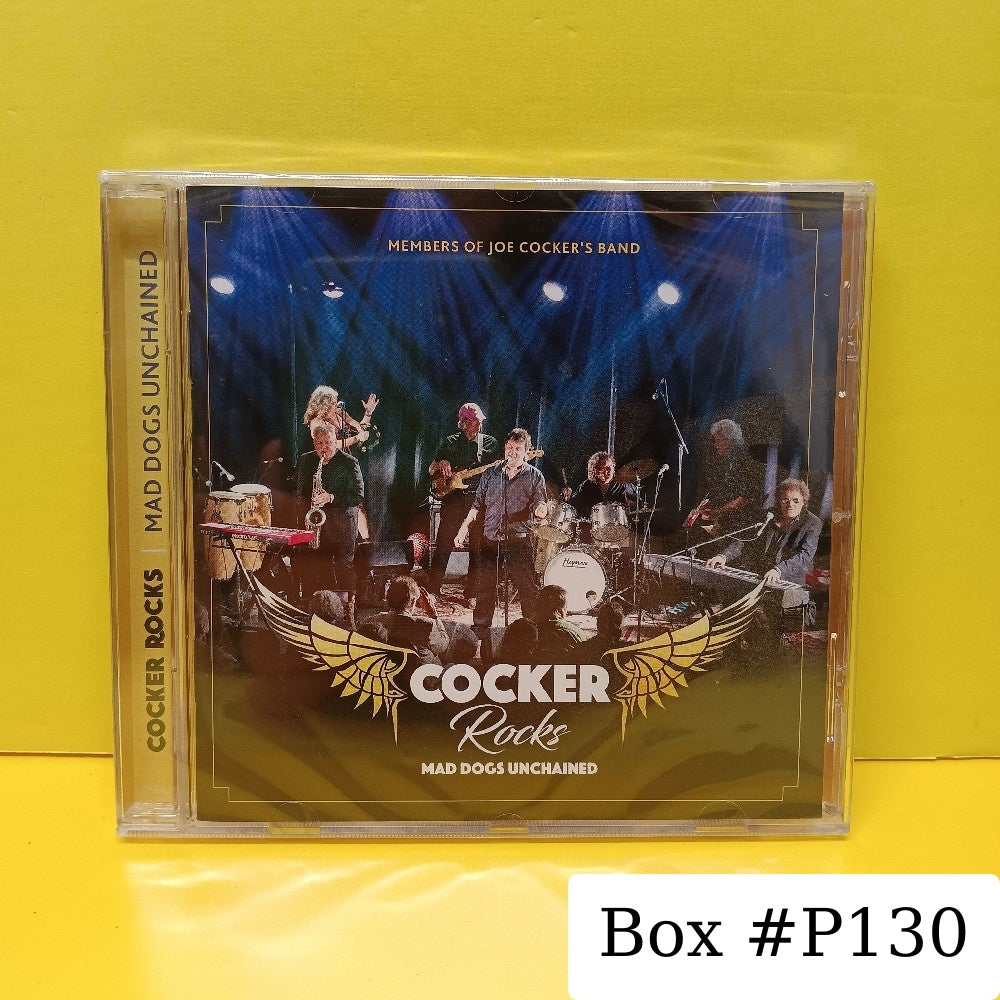 MEMBERS OF JOE COCKER'S BAND
COCKER ROCKS | MAD DOGS UNCHAINED
COCKER
Rocks
MAD DOGS UNCHAINED
Box #P130